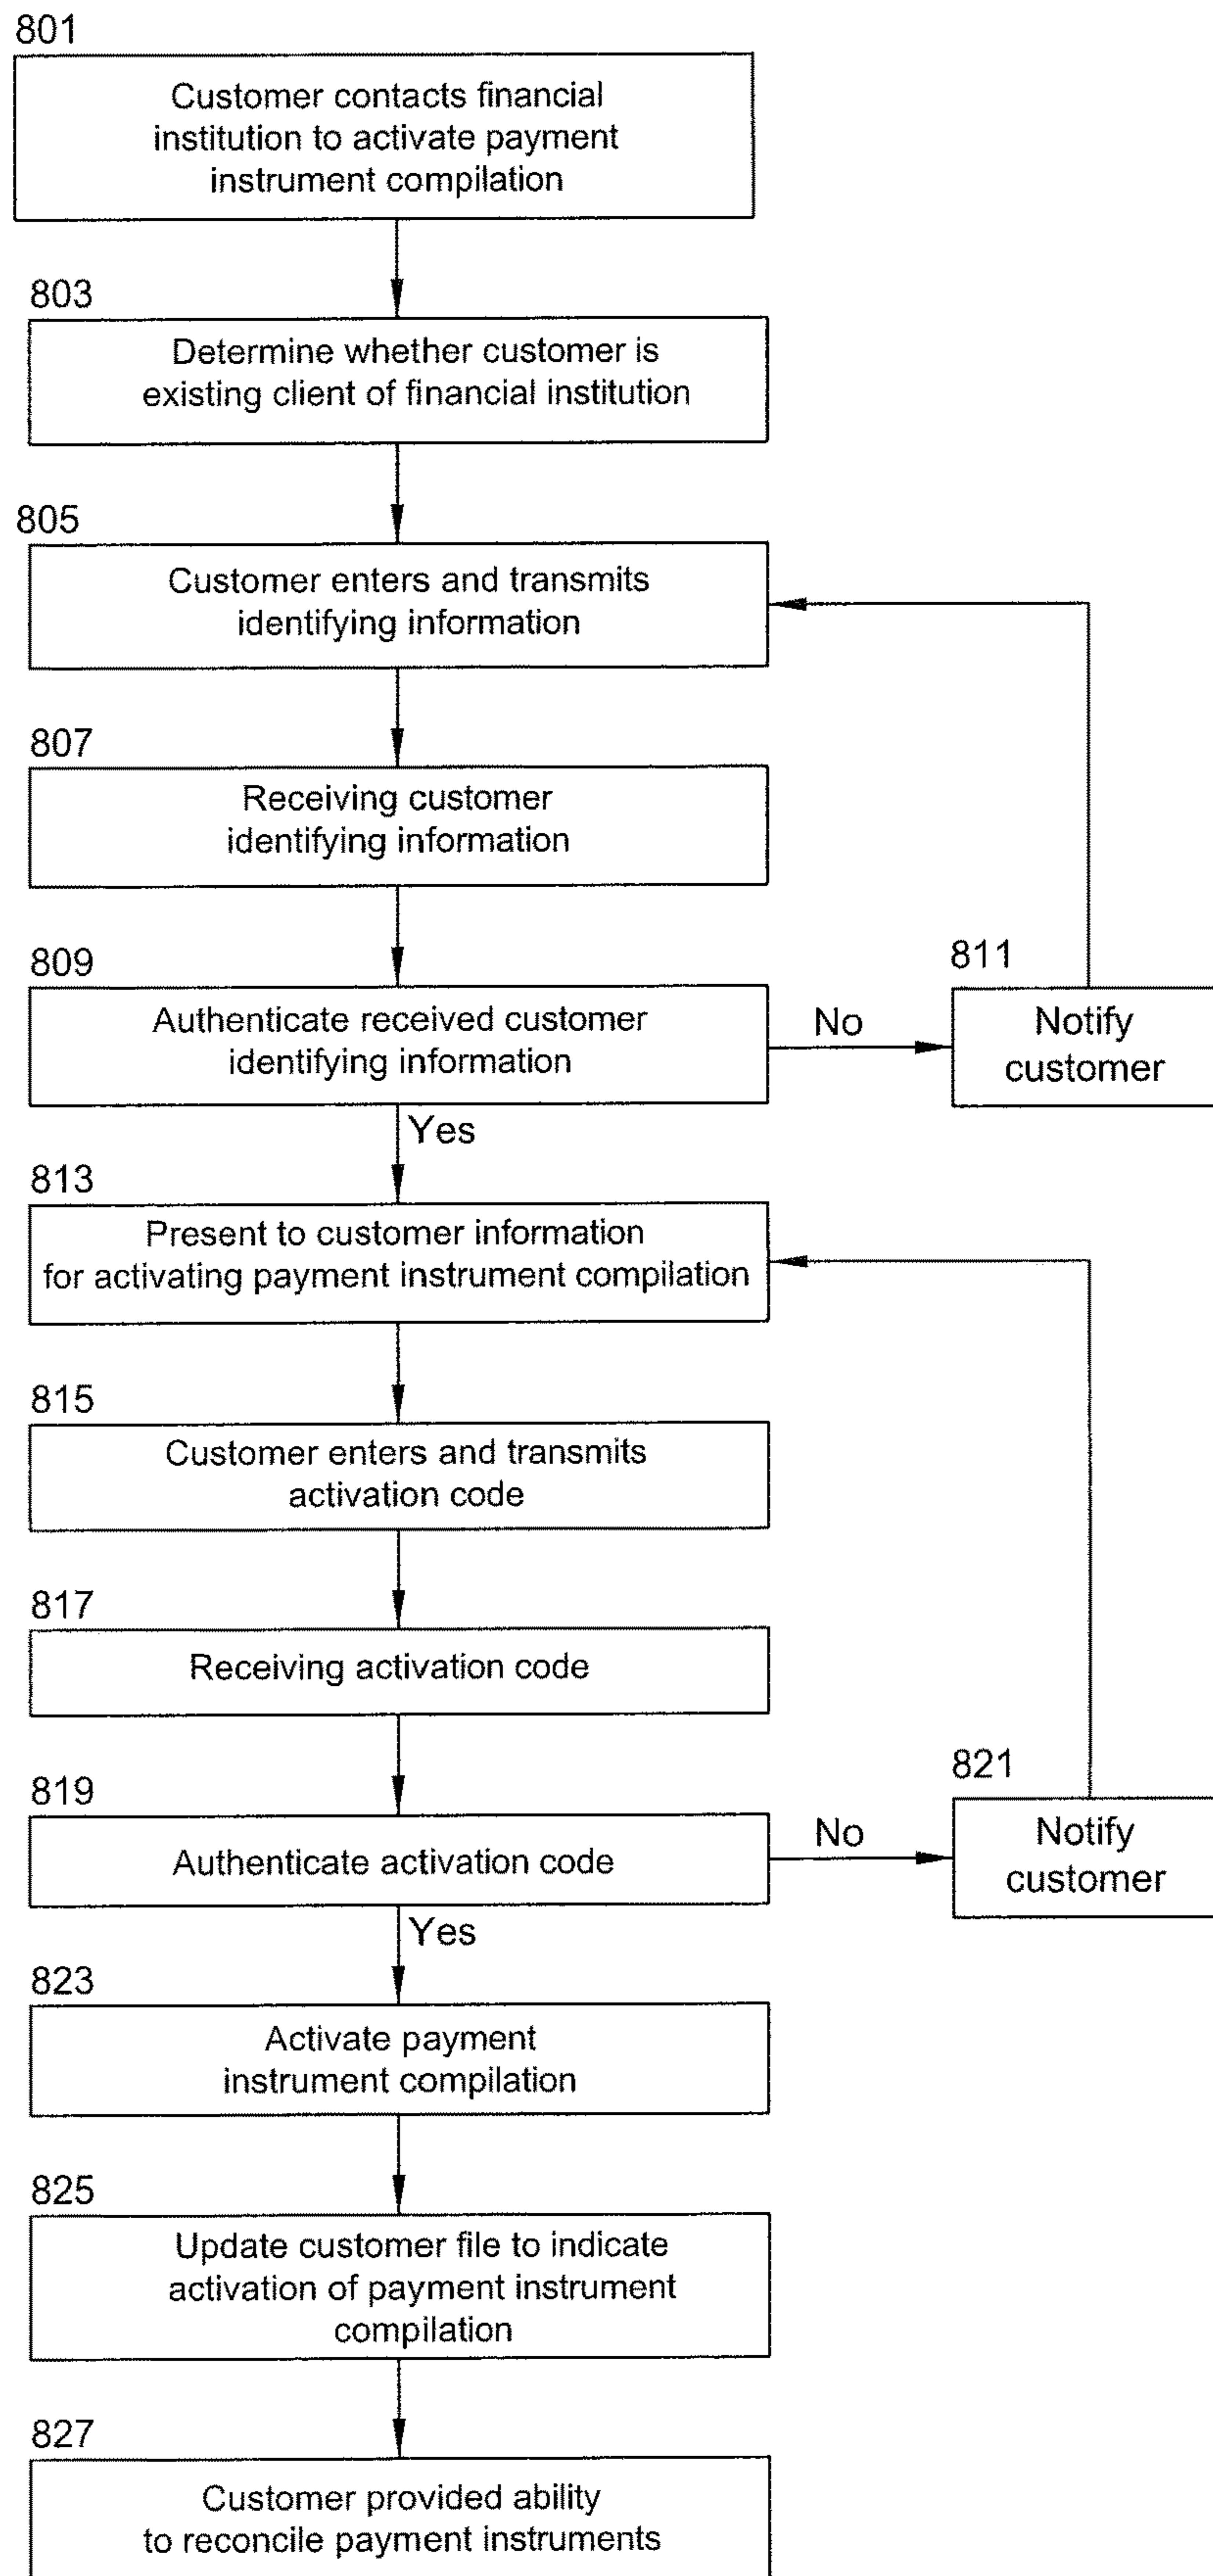 801
Customer contacts financial
institution to activate payment
instrument compilation
803
Determine whether customer is
existing client of financial institution
805
Customer enters and transmits
identifying information
807
Receiving customer
identifying information
809
Authenticate received customer
identifying information
No
811
Notify
customer
Yes
813
Present to customer information
for activating payment instrument compilation
815
Customer enters and transmits
activation code
817
Receiving activation code
819
Authenticate activation code
No
821
Notify
customer
Yes
823
Activate payment
instrument compilation
825
Update customer file to indicate
activation of payment instrument
compilation
827
Customer provided ability
to reconcile payment instruments